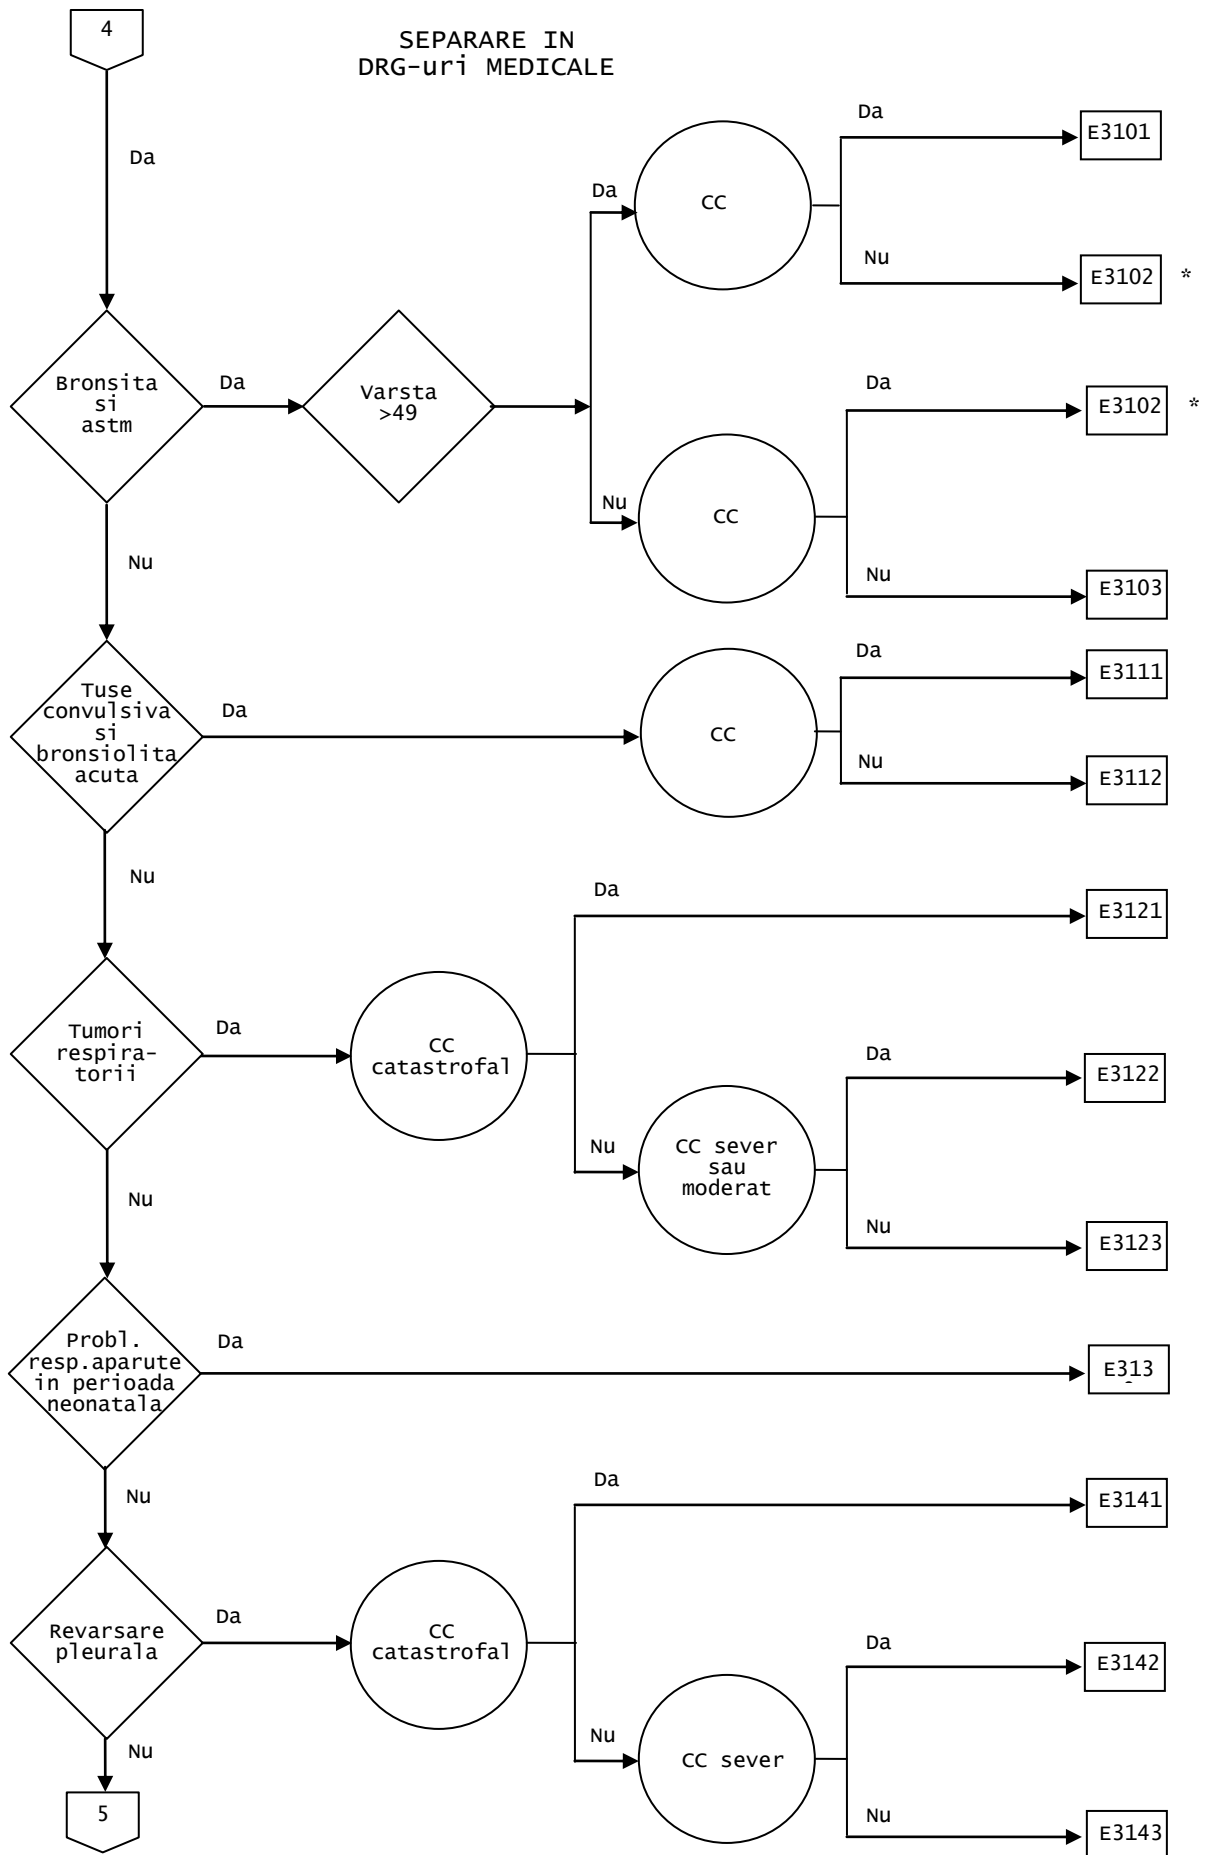 4
SEPARARE IN
DRG-uri MEDICALE
Da
Da
E3101
Da
CC
Nu
E3102 *
Bronsita
si
astm
Da
Varsta
>49
Da
E3102 *
Nu
CC
Nu
E3103
Nu
Tuse
convulsiva
si
bronsiolita
acuta
Da
CC
Da
E3111
Nu
E3112
Nu
Da
E3121
Tumori
respira-
torii
Da
CC
catastrofal
Da
E3122
Nu
CC sever
sau
moderat
Nu
E3123
Nu
Probl.
resp.aparute
in perioada
neonatala
Da
E313
Nu
Da
E3141
Revarsare
pleurala
Da
CC
catastrofal
Da
E3142
Nu
CC sever
Nu
E3143
Nu
5